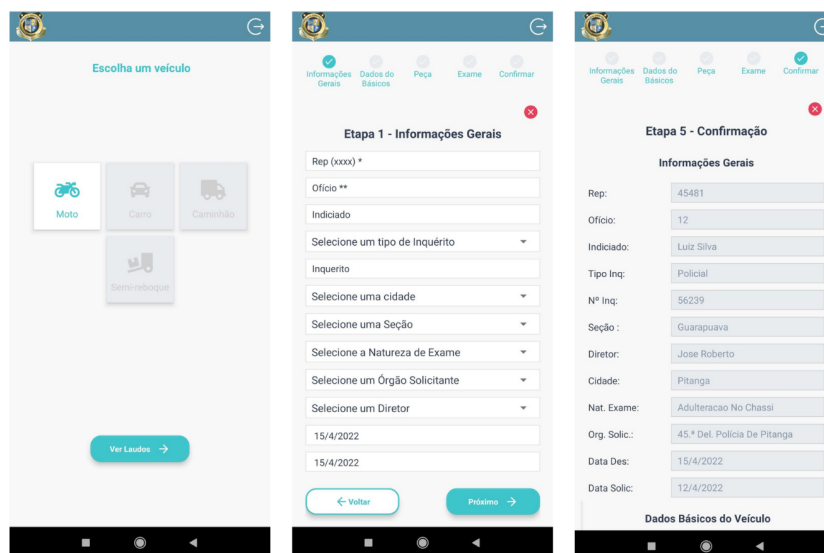 Escolha um veículo
Moto
Carro
Caminhão
Semi-reboque
Ver Laudos
Informações Gerais
Dados do Básicos
Peça
Exame
Confirmar
Etapa 1 - Informações Gerais
Rep (xxxx) *
Ofício **
Indiciado
Selecione um tipo de Inquérito
Inquerito
Selecione uma cidade
Selecione uma Seção
Selecione a Natureza de Exame
Selecione um Órgão Solicitante
Selecione um Diretor
15/4/2022
15/4/2022
Voltar
Próximo
Informações Gerais
Dados do Básicos
Peça
Exame
Confirmar
Etapa 5 - Confirmação
Informações Gerais
Rep: 45481
Ofício: 12
Indiciado: Luiz Silva
Tipo Inq: Policial
Nº Inq: 56239
Seção : Guarapuava
Diretor: Jose Roberto
Cidade: Pitanga
Nat. Exame: Adulteracao No Chassi
Org. Solic.: 45.ª Del. Polícia De Pitanga
Data Des: 15/4/2022
Data Solic: 12/4/2022
Dados Básicos do Veículo